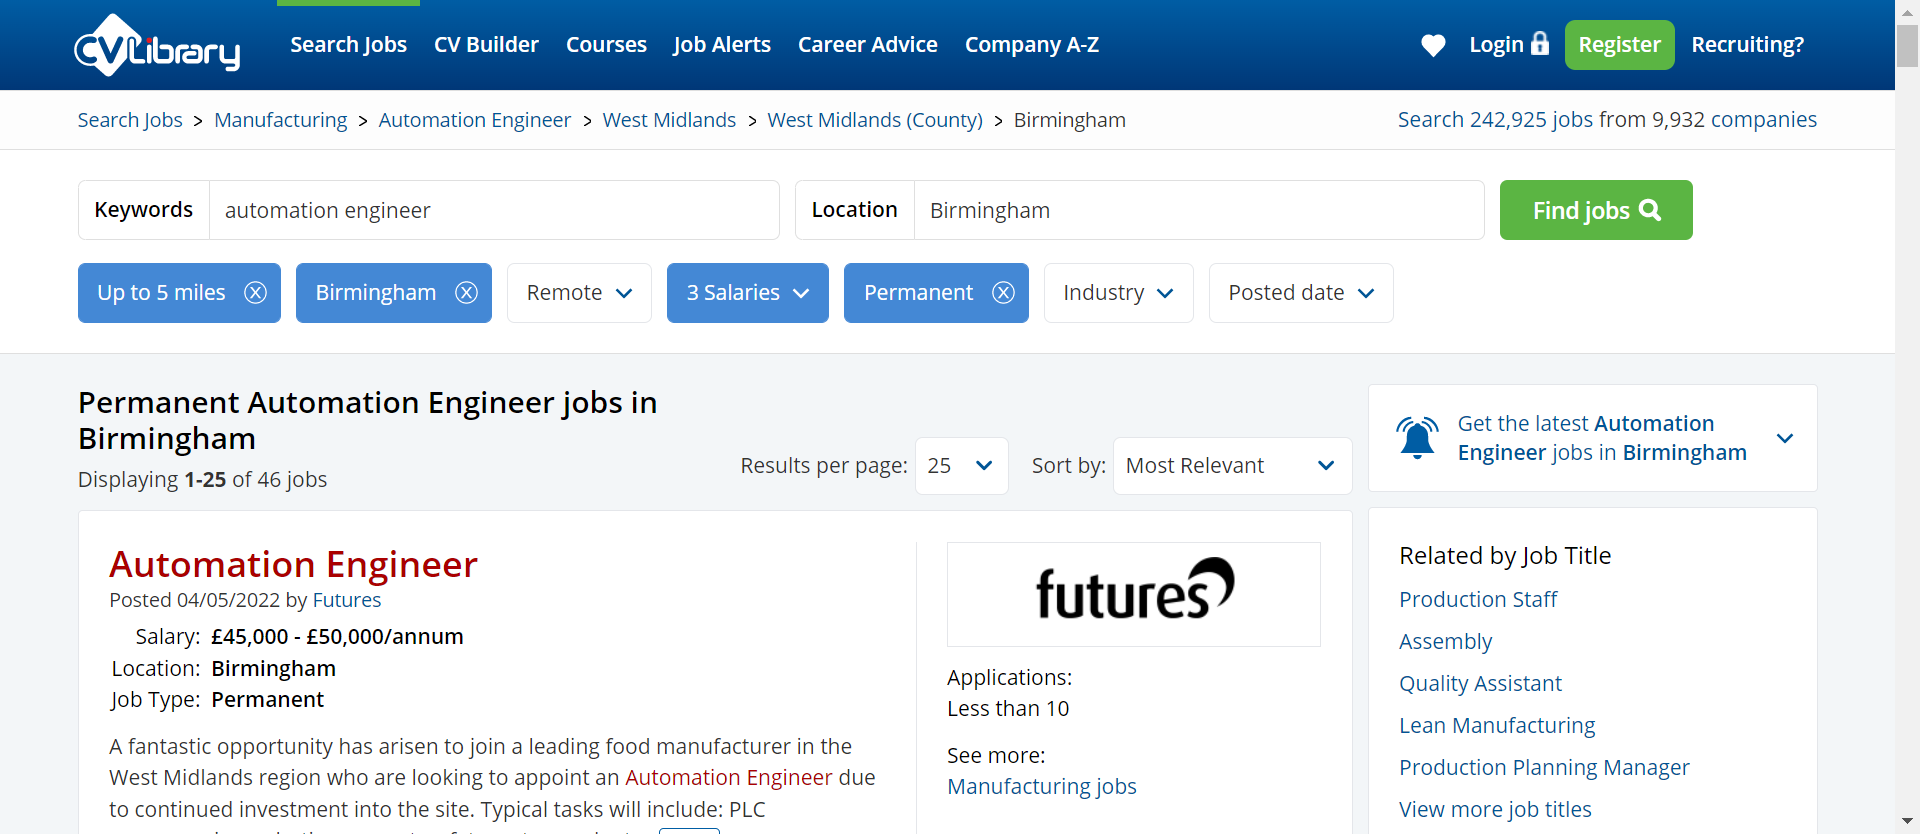 CVLibrary
Search Jobs CV Builder Courses Job Alerts Career Advice Company A-Z Login Register Recruiting?
Search Jobs > Manufacturing > Automation Engineer > West Midlands > West Midlands (County) > Birmingham
Search 242,925 jobs from 9,932 companies
Keywords automation engineer Location Birmingham Find jobs
Up to 5 miles Birmingham Remote 3 Salaries Permanent Industry Posted date
Permanent Automation Engineer jobs in
Birmingham
Displaying 1-25 of 46 jobs
Results per page: 25 Sort by: Most Relevant
Automation Engineer
Posted 04/05/2022 by Futures
Salary: £45,000 - £50,000/annum
Location: Birmingham
Job Type: Permanent
A fantastic opportunity has arisen to join a leading food manufacturer in the
West Midlands region who are looking to appoint an Automation Engineer due
to continued investment into the site. Typical tasks will include: PLC
futures
Applications:
Less than 10
See more:
Manufacturing jobs
Get the latest Automation
Engineer jobs in Birmingham
Related by Job Title
Production Staff
Assembly
Quality Assistant
Lean Manufacturing
Production Planning Manager
View more job titles